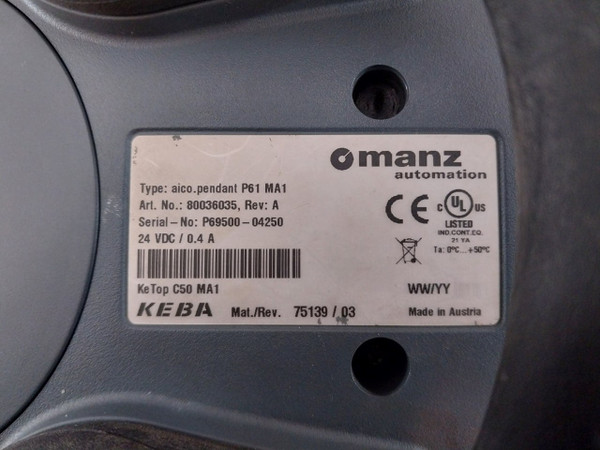 manz
automation
Type: aico.pendant P61 MA1
Art. No.: 80036035, Rev: A
Serial-No: P69500-04250
24 VDC / 0.4 A
CE
C UL US
LISTED
IND.CONT.EQ.
21 YA
Ta: 0°C...+50°C
KeTop C50 MA1
WW/YY
KEBA Mat./Rev. 75139 / 03
Made in Austria